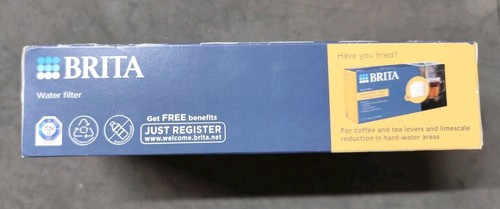 BRITA
Water filter
TÜV
Get FREE benefits
JUST REGISTER
www.welcome.brita.net
Have you tried?
BRITA
For coffee and tea lovers and limescale
reduction in hard-water areas